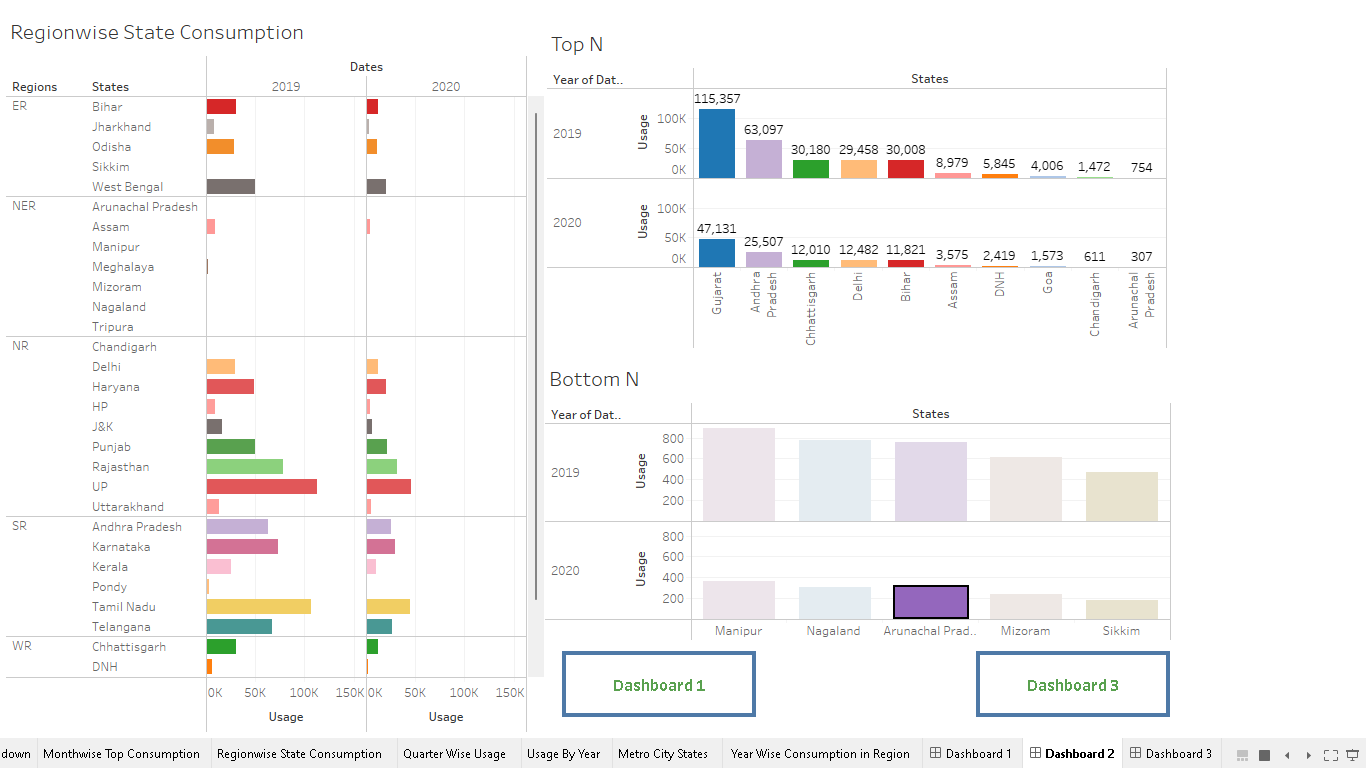 Regionwise State Consumption
Dates
Regions States 2019 2020
ER Bihar
Jharkhand
Odisha
Sikkim
West Bengal
NER Arunachal Pradesh
Assam
Manipur
Meghalaya
Mizoram
Nagaland
Tripura
NR Chandigarh
Delhi
Haryana
HP
J&K
Punjab
Rajasthan
UP
Uttarakhand
SR Andhra Pradesh
Karnataka
Kerala
Pondy
Tamil Nadu
Telangana
WR Chhattisgarh
DNH
0K 50K 100K 150K 0K 50K 100K 150K
Usage Usage
Top N
Year of Dat.. States
2019
Usage
100K
50K
0K
115,357 63,097 30,180 29,458 30,008 8,979 5,845 4,006 1,472 754
2020
Usage
100K
50K
0K
47,131 25,507 12,010 12,482 11,821 3,575 2,419 1,573 611 307
Gujarat
Andhra
Pradesh
Chhattisgarh
Delhi
Bihar
Assam
DNH
Goa
Chandigarh
Arunachal
Pradesh
Bottom N
Year of Dat.. States
2019
Usage
800
600
400
200
2020
Usage
800
600
400
200
Manipur Nagaland Arunachal Prad.. Mizoram Sikkim
Dashboard 1 Dashboard 3
down Monthwise Top Consumption Regionwise State Consumption Quarter Wise Usage Usage By Year Metro City States Year Wise Consumption in Region Dashboard 1 Dashboard 2 Dashboard 3